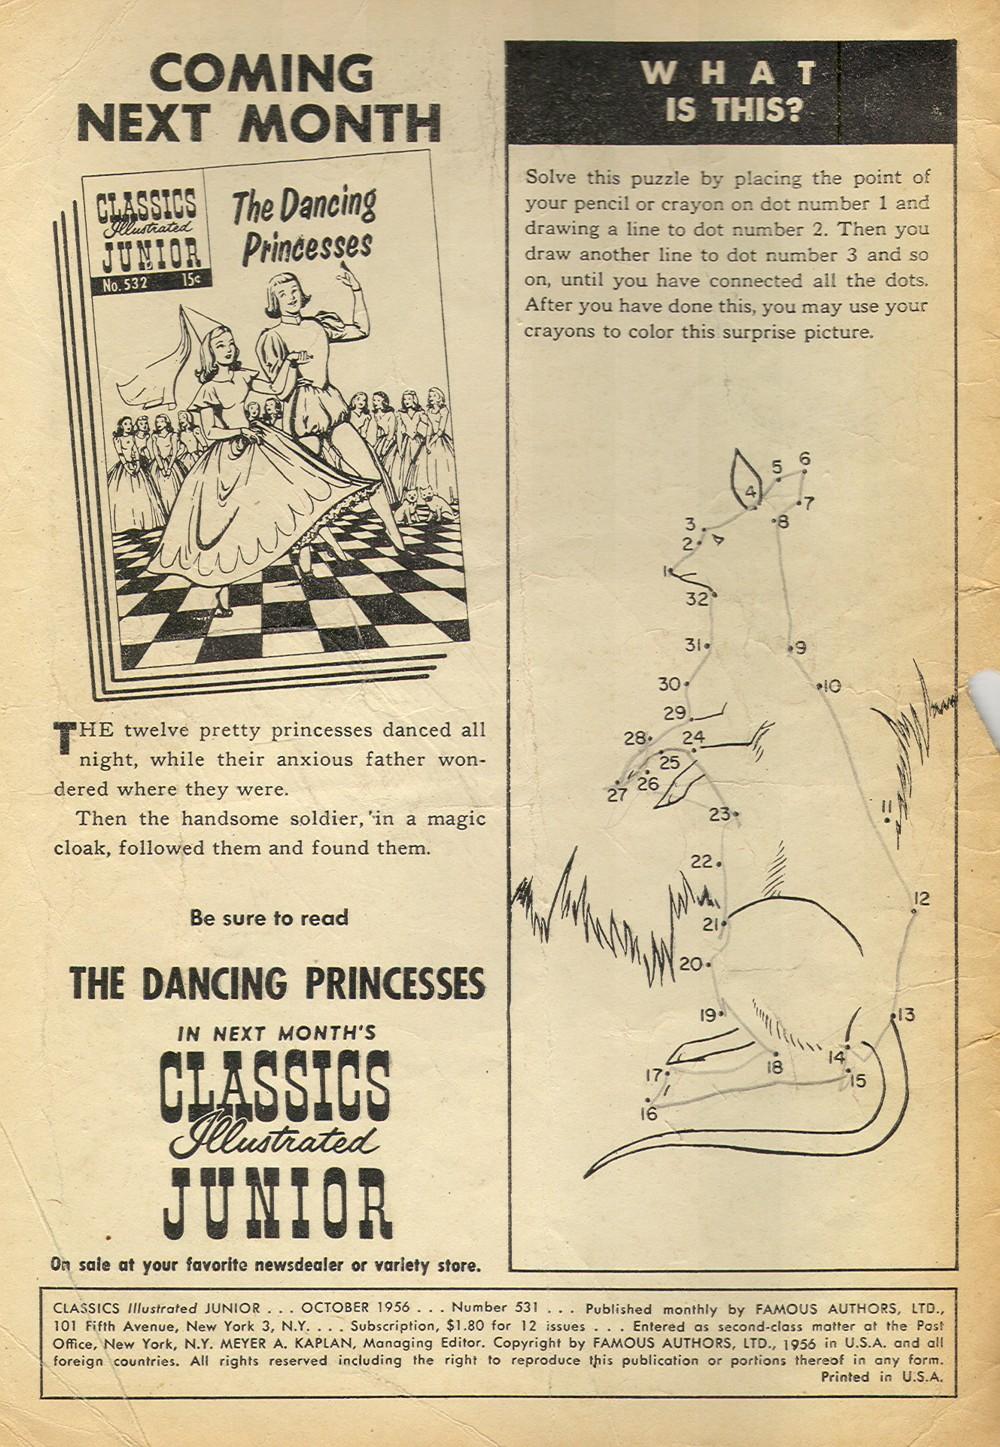 COMING
NEXT MONTH
CLASSICS
Illustrated
JUNIOR
No. 532 15¢
The Dancing
Princesses
THE twelve pretty princesses danced all
night, while their anxious father won-
dered where they were.
Then the handsome soldier, in a magic
cloak, followed them and found them.
Be sure to read
THE DANCING PRINCESSES
IN NEXT MONTH'S
CLASSICS
Illustrated
JUNIOR
On sale at your favorite newsdealer or variety store.
WHAT
IS THIS?
Solve this puzzle by placing the point of
your pencil or crayon on dot number 1 and
drawing a line to dot number 2. Then you
draw another line to dot number 3 and so
on, until you have connected all the dots.
After you have done this, you may use your
crayons to color this surprise picture.
1
2
3
4
5
6
7
8
9
10
11
12
13
14
15
16
17
18
19
20
21
22
23
24
25
26
27
28
29
30
31
32
CLASSICS Illustrated JUNIOR . . . OCTOBER 1956 . . . Number 531 . . . Published monthly by FAMOUS AUTHORS, LTD.,
101 Fifth Avenue, New York 3, N.Y. . . . Subscription, $1.80 for 12 issues . . . Entered as second-class matter at the Post
Office, New York, N.Y. MEYER A. KAPLAN, Managing Editor. Copyright by FAMOUS AUTHORS, LTD., 1956 in U.S.A. and all
foreign countries. All rights reserved including the right to reproduce this publication or portions thereof in any form.
Printed in U.S.A.